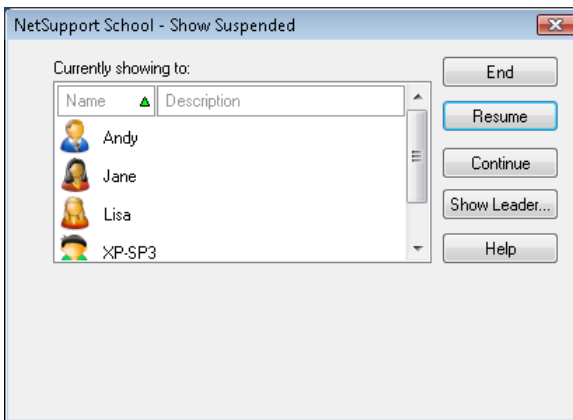 NetSupport School - Show Suspended
Currently showing to:
Name Description
Andy
Jane
Lisa
XP-SP3
End
Resume
Continue
Show Leader...
Help